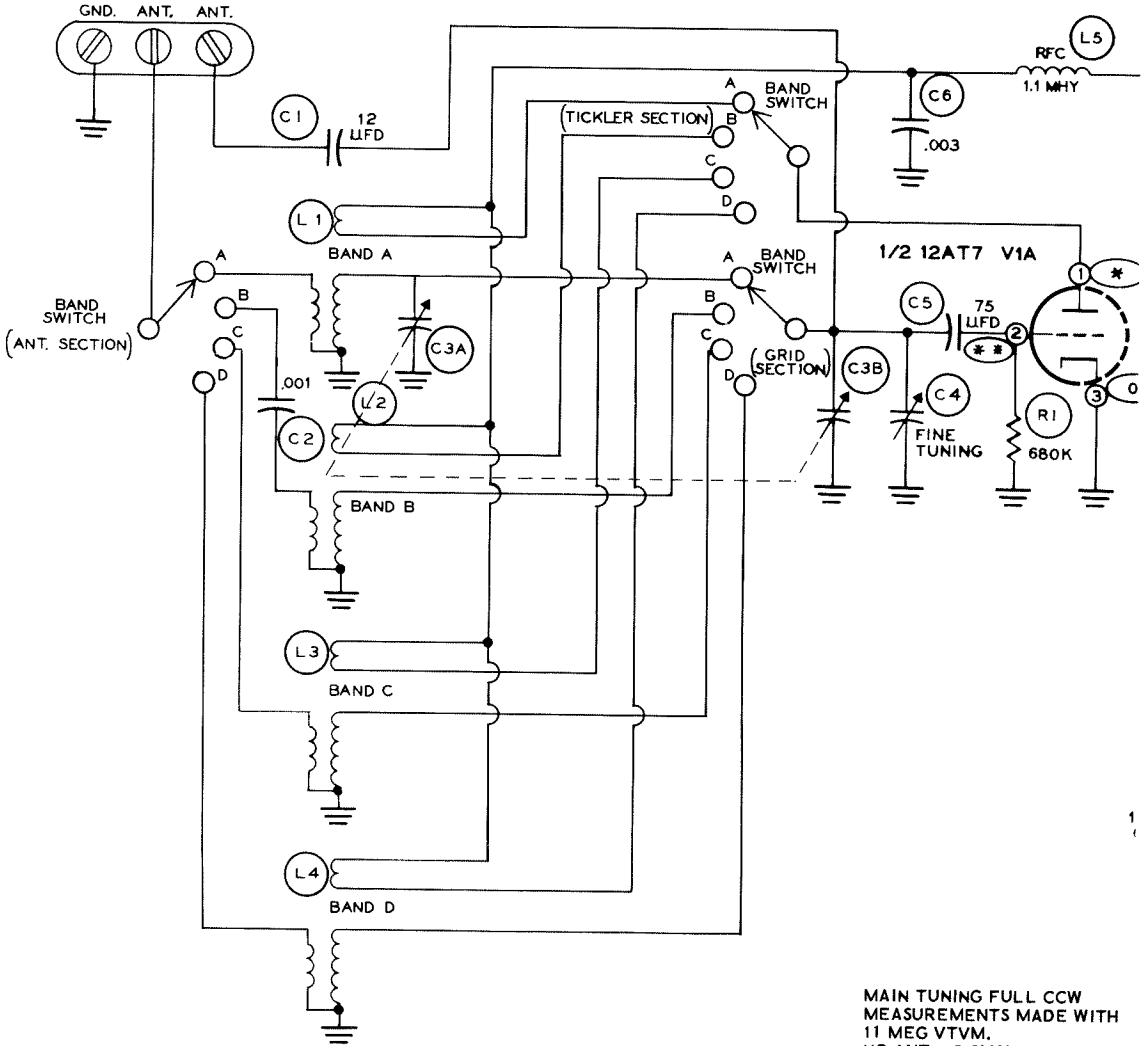 GND. ANT. ANT.
L5
RFC
1.1 MHY
C6
.003
C1
12
µµFD
A
BAND
SWITCH
(TICKLER SECTION)
B
C
D
L1
BAND A
A
BAND
SWITCH
B
C
D
(GRID
SECTION)
1/2 12AT7 V1A
1
*
C5
75
µµFD
2
**
3
BAND
SWITCH
(ANT. SECTION)
A
B
C
D
C3A
.001
C2
L2
C3B
C4
FINE
TUNING
R1
680K
BAND B
L3
BAND C
L4
BAND D
MAIN TUNING FULL CCW
MEASUREMENTS MADE WITH
11 MEG VTVM.